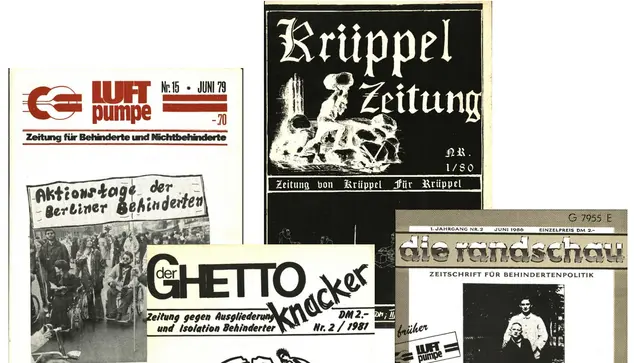 LUFT
pumpe
Nr. 15 • JUNI 79
-.70
Zeitung für Behinderte und Nichtbehinderte
Aktionstage der
Berliner Behinderten
Krüppel
Zeitung
NR.
1/80
Zeitung von Krüppel Für Krüppel
der
GHETTO
knacker
Zeitung gegen Ausgliederung
und Isolation Behinderter
DM 2.-
Nr. 2 / 1981
G 7955 E
1. JAHRGANG NR. 2 JUNI 1986 EINZELPREIS DM 2.-
die randschau
ZEITSCHRIFT FÜR BEHINDERTENPOLITIK
brüher
LUFT
pumpe